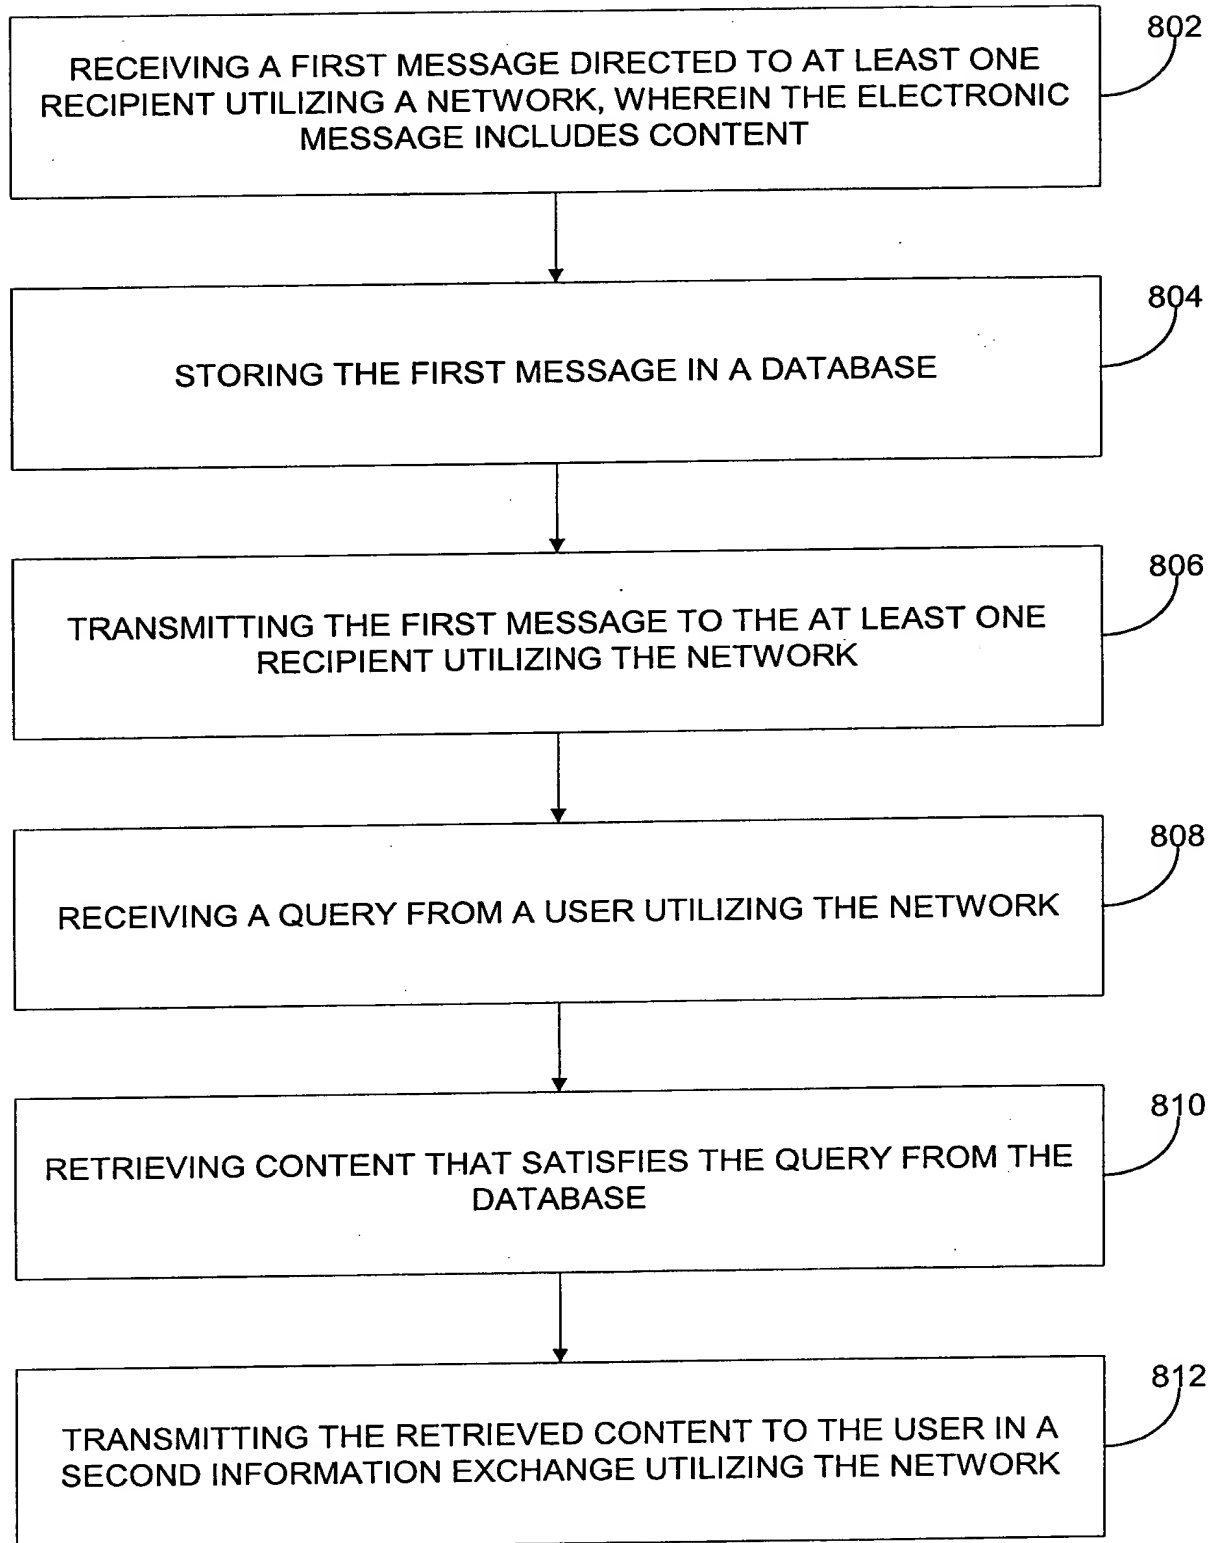 802
RECEIVING A FIRST MESSAGE DIRECTED TO AT LEAST ONE
RECIPIENT UTILIZING A NETWORK, WHEREIN THE ELECTRONIC
MESSAGE INCLUDES CONTENT
804
STORING THE FIRST MESSAGE IN A DATABASE
806
TRANSMITTING THE FIRST MESSAGE TO THE AT LEAST ONE
RECIPIENT UTILIZING THE NETWORK
808
RECEIVING A QUERY FROM A USER UTILIZING THE NETWORK
810
RETRIEVING CONTENT THAT SATISFIES THE QUERY FROM THE
DATABASE
812
TRANSMITTING THE RETRIEVED CONTENT TO THE USER IN A
SECOND INFORMATION EXCHANGE UTILIZING THE NETWORK